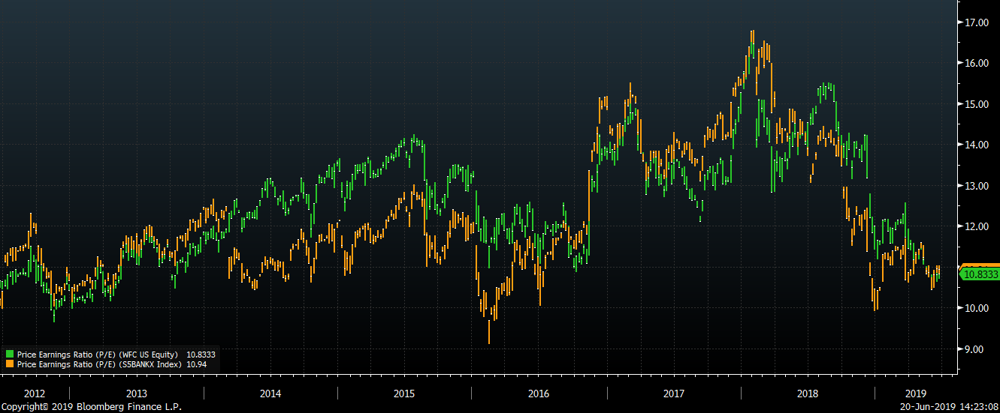 17.00
16.00
15.00
14.00
13.00
12.00
10.8333
10.00
9.00
Price Earnings Ratio (P/E) (WFC US Equity) 10.8333
Price Earnings Ratio (P/E) (S5BANKX Index) 10.94
2012 2013 2014 2015 2016 2017 2018 2019
Copyright© 2019 Bloomberg Finance L.P. 20-Jun-2019 14:23:08